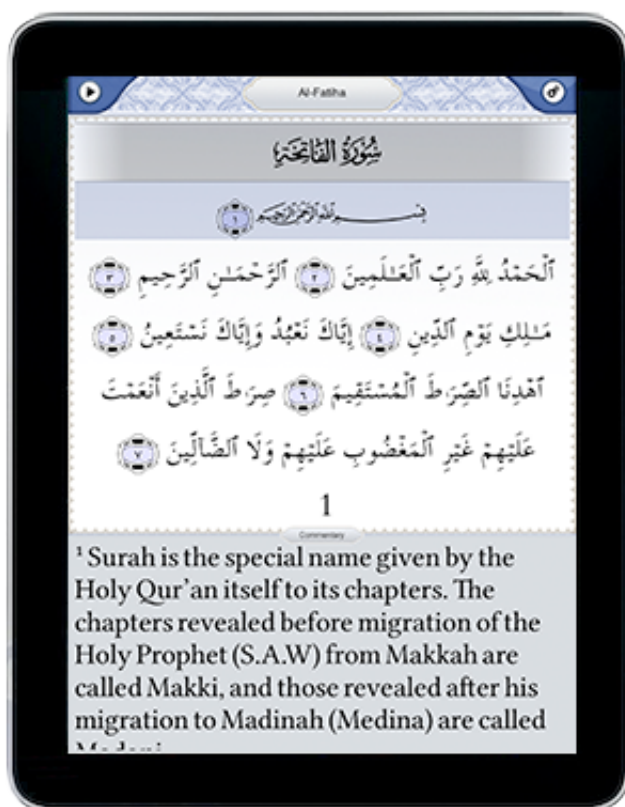 Al-Fatiha
سُورَةُ الفَاتِحَةِ
بِسْمِ اللَّهِ الرَّحْمَٰنِ الرَّحِيمِ ١
ٱلْحَمْدُ لِلَّهِ رَبِّ ٱلْعَـٰلَمِينَ ٢ ٱلرَّحْمَـٰنِ ٱلرَّحِيمِ ٣
مَـٰلِكِ يَوْمِ ٱلدِّينِ ٤ إِيَّاكَ نَعْبُدُ وَإِيَّاكَ نَسْتَعِينُ ٥
ٱهْدِنَا ٱلصِّرَٰطَ ٱلْمُسْتَقِيمَ ٦ صِرَٰطَ ٱلَّذِينَ أَنْعَمْتَ
عَلَيْهِمْ غَيْرِ ٱلْمَغْضُوبِ عَلَيْهِمْ وَلَا ٱلضَّآلِّينَ ٧
1
Commentary
¹ Surah is the special name given by the
Holy Qur’an itself to its chapters. The
chapters revealed before migration of the
Holy Prophet (S.A.W) from Makkah are
called Makki, and those revealed after his
migration to Madinah (Medina) are called